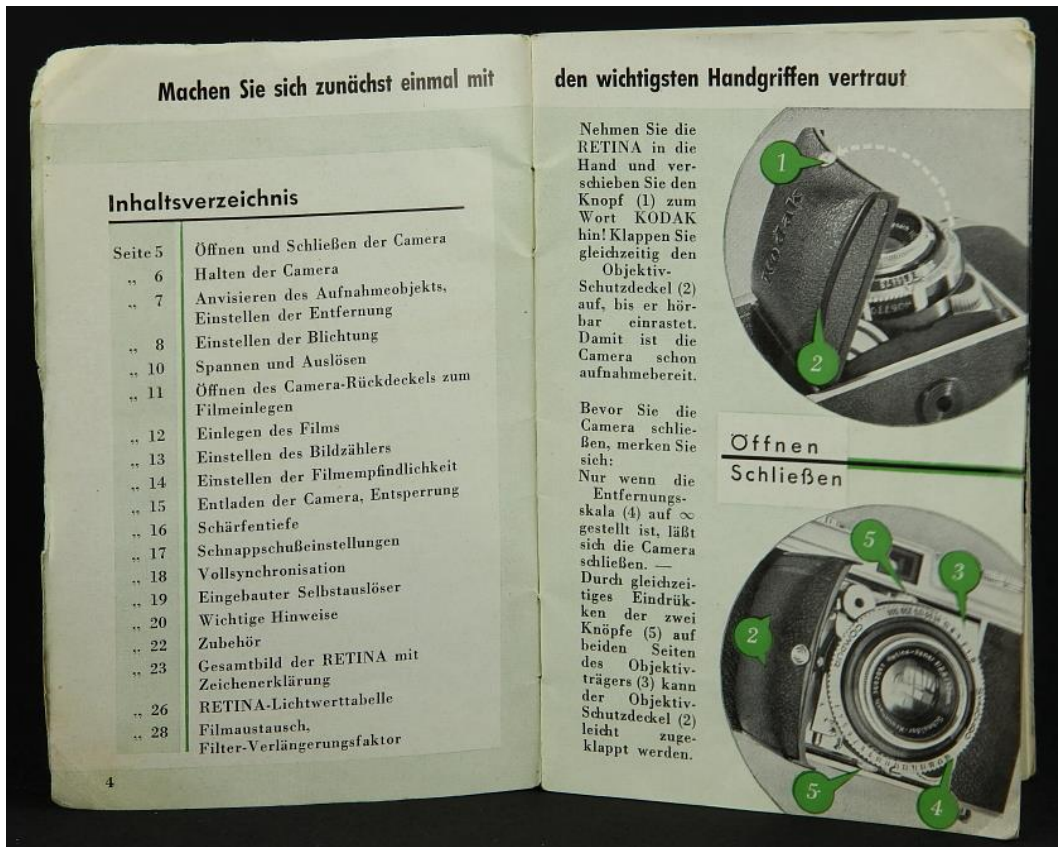 Machen Sie sich zunächst einmal mit
Inhaltsverzeichnis
Seite 5 Öffnen und Schließen der Camera
„ 6 Halten der Camera
„ 7 Anvisieren des Aufnahmeobjekts,
Einstellen der Entfernung
„ 8 Einstellen der Blichtung
„ 10 Spannen und Auslösen
„ 11 Öffnen des Camera-Rückdeckels zum
Filmeinlegen
„ 12 Einlegen des Films
„ 13 Einstellen des Bildzählers
„ 14 Einstellen der Filmempfindlichkeit
„ 15 Entladen der Camera, Entsperrung
„ 16 Schärfentiefe
„ 17 Schnappschußeinstellungen
„ 18 Vollsynchronisation
„ 19 Eingebauter Selbstauslöser
„ 20 Wichtige Hinweise
„ 22 Zubehör
„ 23 Gesamtbild der RETINA mit
Zeichenerklärung
„ 26 RETINA-Lichtwerttabelle
„ 28 Filmaustausch,
Filter-Verlängerungsfaktor
4
den wichtigsten Handgriffen vertraut
Nehmen Sie die
RETINA in die
Hand und ver-
schieben Sie den
Knopf (1) zum
Wort KODAK
hin! Klappen Sie
gleichzeitig den
Objektiv-
Schutzdeckel (2)
auf, bis er hör-
bar einrastet.
Damit ist die
Camera schon
aufnahmebereit.
Bevor Sie die
Camera schlie-
ßen, merken Sie
sich:
Nur wenn die
Entfernungs-
skala (4) auf ∞
gestellt ist, läßt
sich die Camera
schließen. —
Durch gleichzei-
tiges Eindrük-
ken der zwei
Knöpfe (5) auf
beiden Seiten
des Objektiv-
trägers (3) kann
der Objektiv-
Schutzdeckel (2)
leicht zuge-
klappt werden.
1
Kodak
2
Öffnen
Schließen
5
3
2
5
4